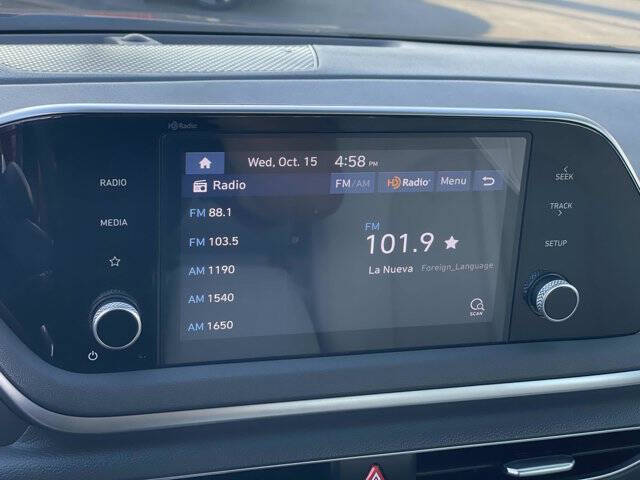 HD Radio
Wed, Oct. 15 4:58 PM
Radio FM/AM HD Radio Menu
RADIO
MEDIA
FM 88.1
FM 103.5
AM 1190
AM 1540
AM 1650
FM
101.9
La Nueva Foreign_Language
SCAN
SEEK
TRACK
SETUP